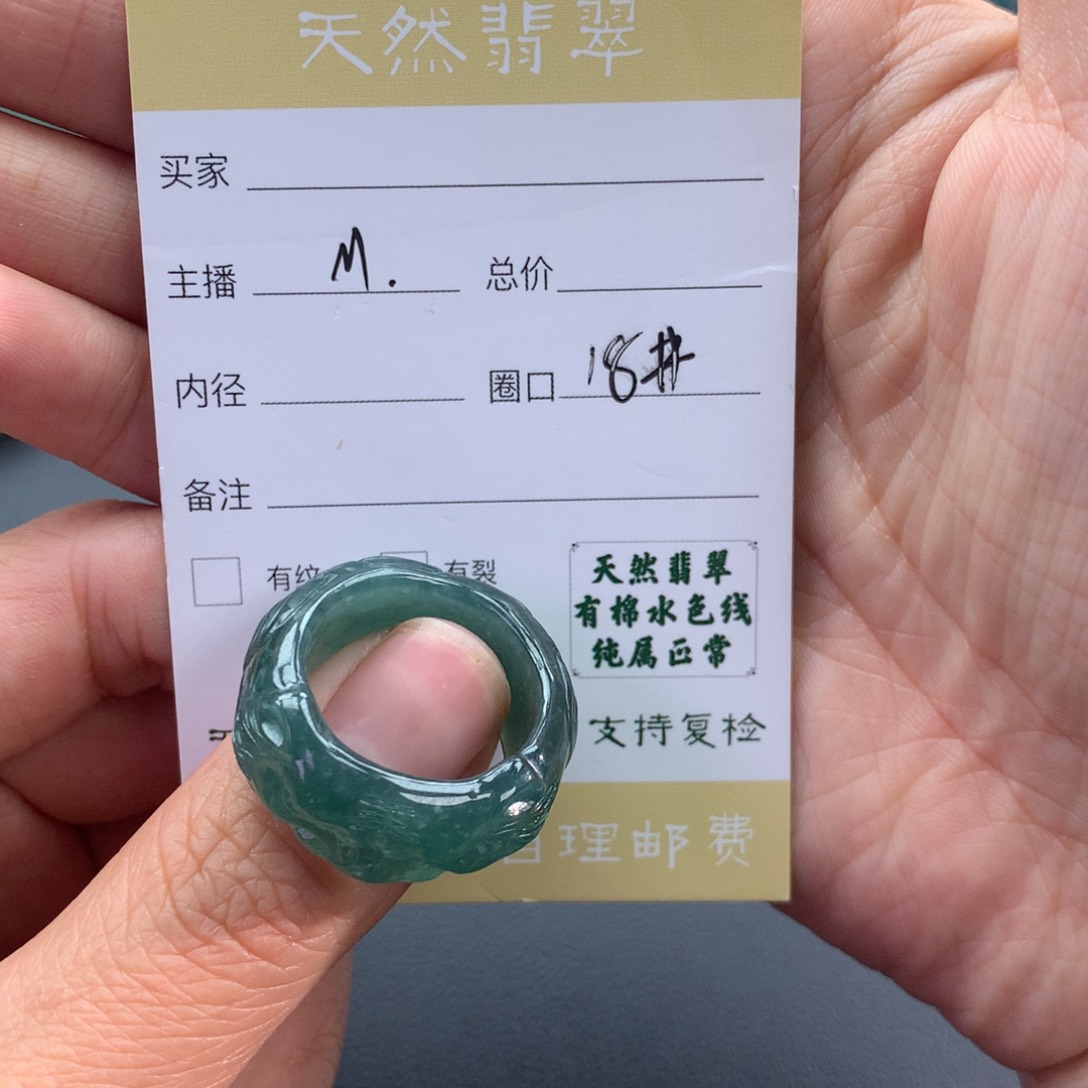 天然翡翠
买家
主播 M. 总价
内径 圈口 18#
备注
有纹 有裂
天然翡翠
有棉水色线
纯属正常
支持复检
理邮费